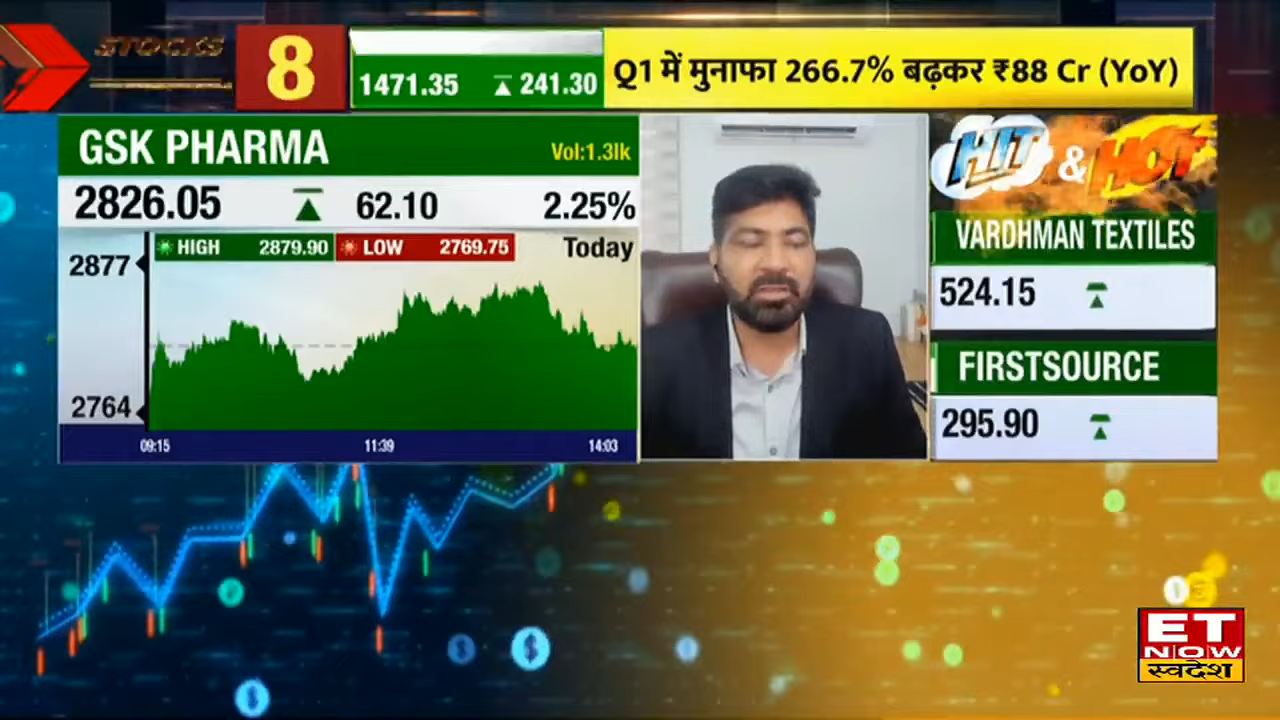 STOCKS
8
1471.35 241.30
Q1 में मुनाफा 266.7% बढ़कर ₹88 Cr (YoY)
GSK PHARMA
Vol:1.3lk
2826.05 62.10 2.25%
HIGH 2879.90 LOW 2769.75 Today
2877
2764
09:15 11:39 14:03
HIT & HOT
VARDHMAN TEXTILES
524.15
FIRSTSOURCE
295.90
ET
NOW
स्वदेश